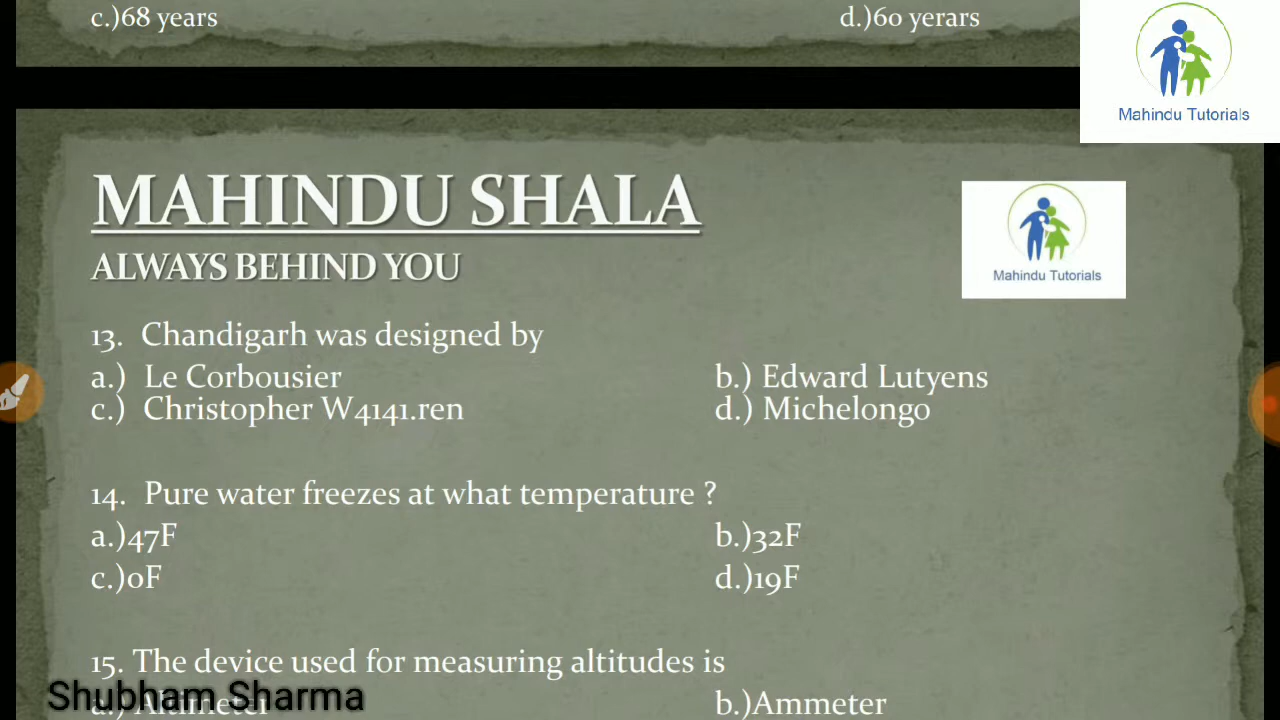 c.)68 years d.)60 yerars
Mahindu Tutorials
MAHINDU SHALA
ALWAYS BEHIND YOU
Mahindu Tutorials
13. Chandigarh was designed by
a.) Le Corbousier b.) Edward Lutyens
c.) Christopher W4141.ren d.) Michelongo
14. Pure water freezes at what temperature ?
a.)47F b.)32F
c.)0F d.)19F
15. The device used for measuring altitudes is
Shubham Sharma
a.) Altimeter b.)Ammeter